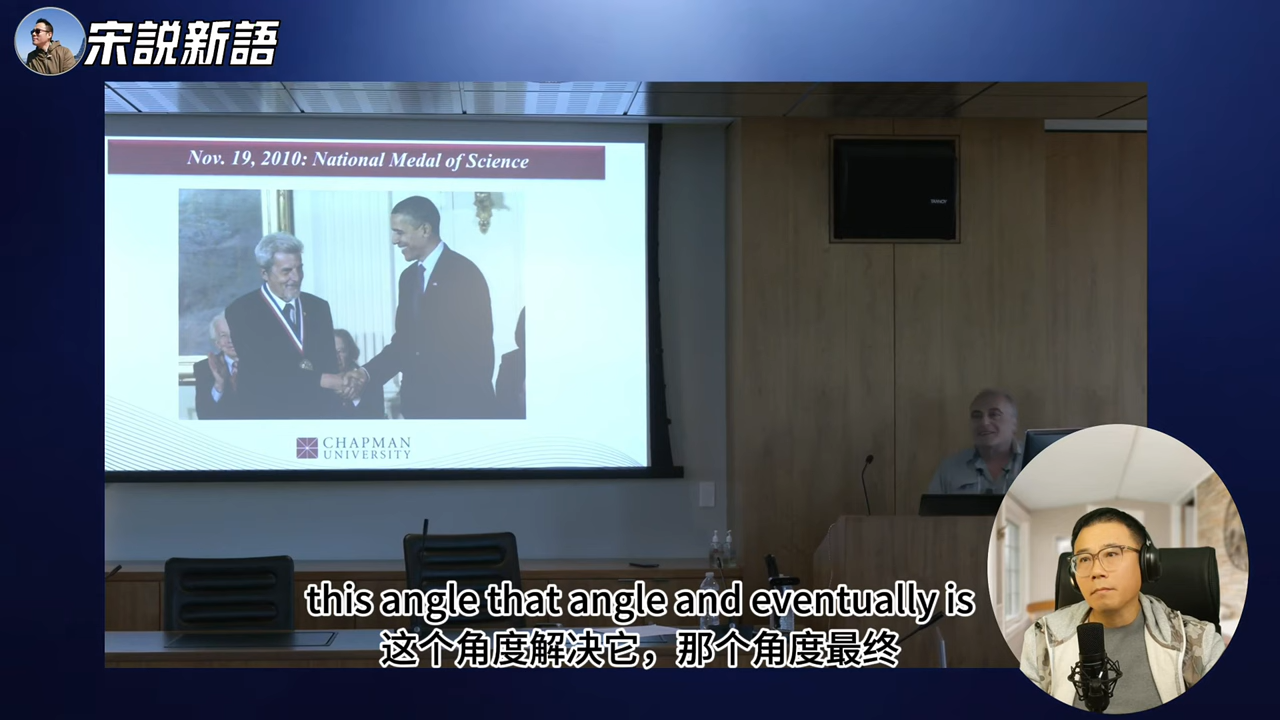 宋説新語
Nov. 19, 2010: National Medal of Science
CHAPMAN
UNIVERSITY
this angle that angle and eventually is
这个角度解决它，那个角度最终